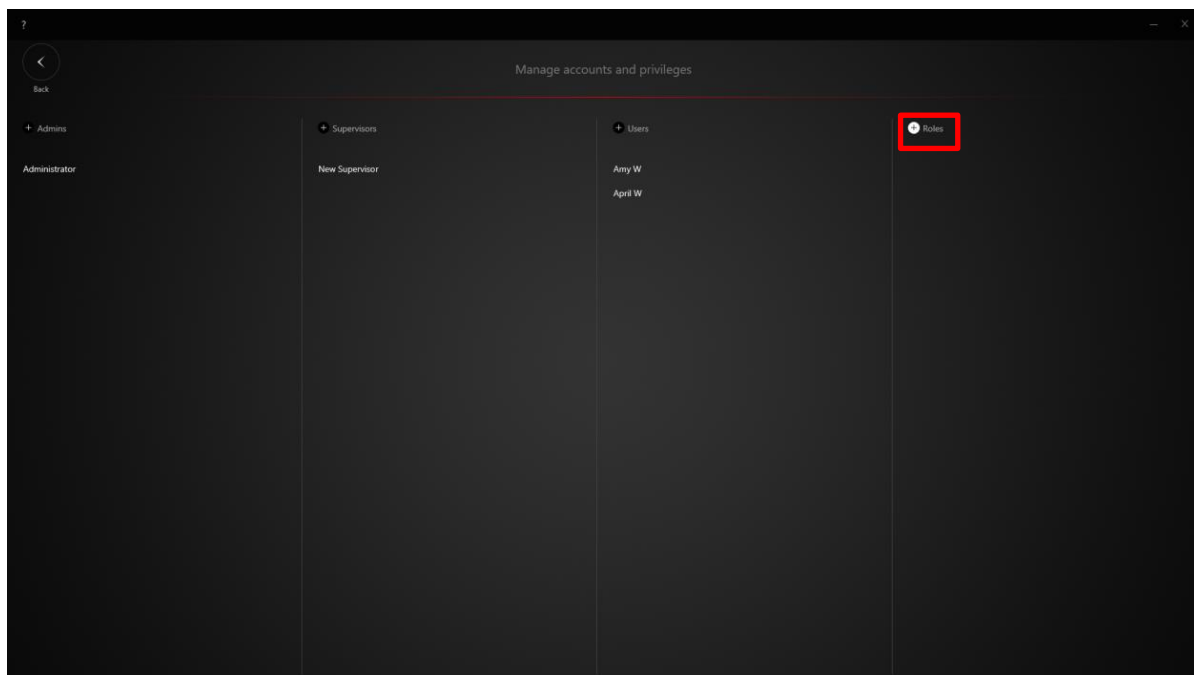 ?
Back
Manage accounts and privileges
+ Admins
+ Supervisors
+ Users
+ Roles
Administrator
New Supervisor
Amy W
April W